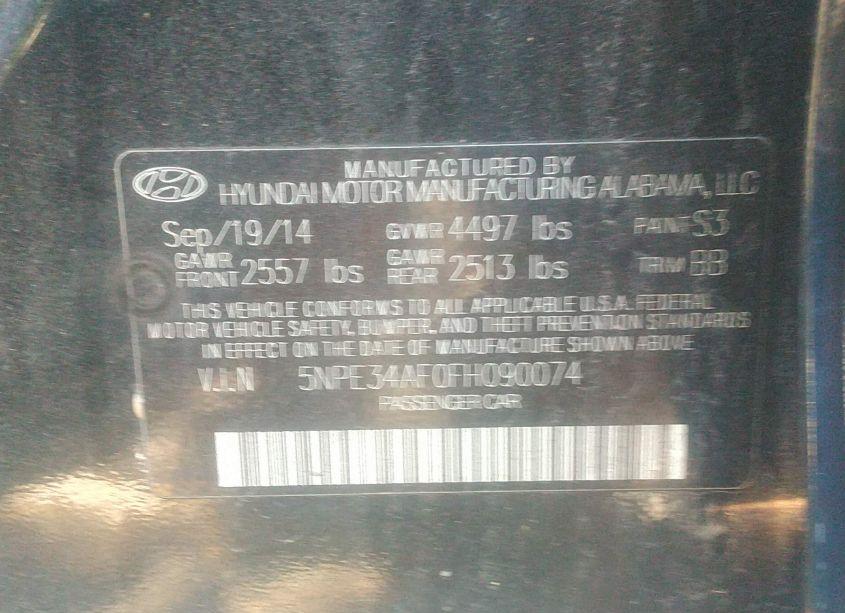 MANUFACTURED BY
HYUNDAI MOTOR MANUFACTURING ALABAMA, LLC
Sep/19/14 GVWR 4497 lbs PAINT S3
GAWR FRONT 2557 lbs GAWR REAR 2513 lbs TRIM BB
THIS VEHICLE CONFORMS TO ALL APPLICABLE U.S.A. FEDERAL
MOTOR VEHICLE SAFETY, BUMPER, AND THEFT PREVENTION STANDARDS
IN EFFECT ON THE DATE OF MANUFACTURE SHOWN ABOVE
V.I.N 5NPE34AF0FH090074
PASSENGER CAR